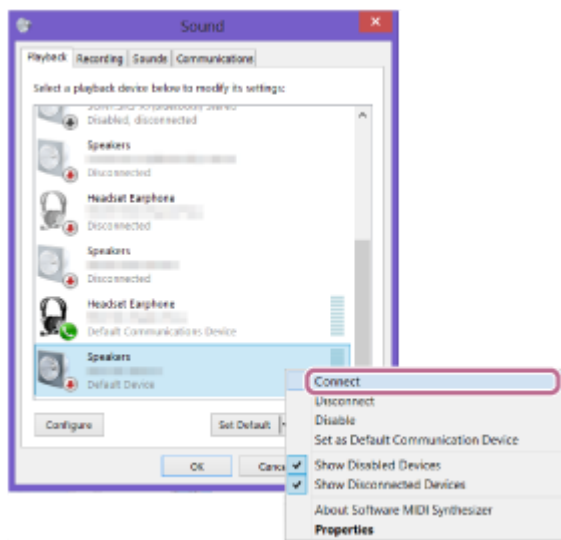 Sound
Playback Recording Sounds Communications
Select a playback device below to modify its settings:
Disabled, disconnected
Speakers
Disconnected
Headset Earphone
Disconnected
Speakers
Disconnected
Headset Earphone
Default Communications Device
Speakers
Default Device
Configure Set Default
OK
Connect
Disconnect
Disable
Set as Default Communication Device
Show Disabled Devices
Show Disconnected Devices
About Software MIDI Synthesizer
Properties